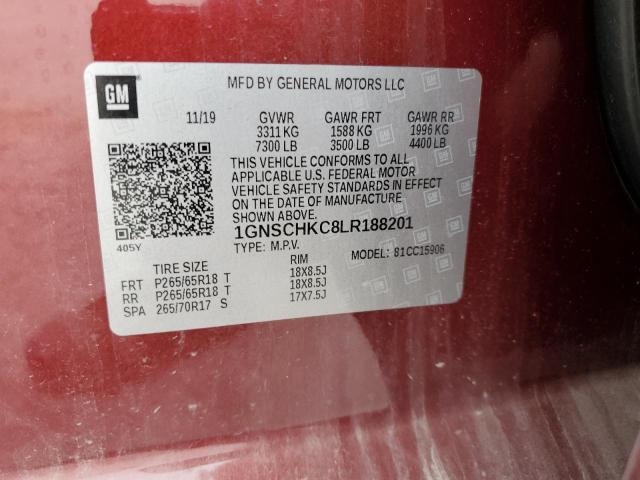 GM
MFD BY GENERAL MOTORS LLC
11/19 GVWR GAWR FRT GAWR RR
3311 KG 1588 KG 1996 KG
7300 LB 3500 LB 4400 LB
THIS VEHICLE CONFORMS TO ALL
APPLICABLE U.S. FEDERAL MOTOR
VEHICLE SAFETY STANDARDS IN EFFECT
ON THE DATE OF MANUFACTURE
SHOWN ABOVE.
405Y
1GNSCHKC8LR188201
TYPE: M.P.V. MODEL: 81CC15906
TIRE SIZE RIM
FRT P265/65R18 T 18X8.5J
RR P265/65R18 T 18X8.5J
SPA 265/70R17 S 17X7.5J